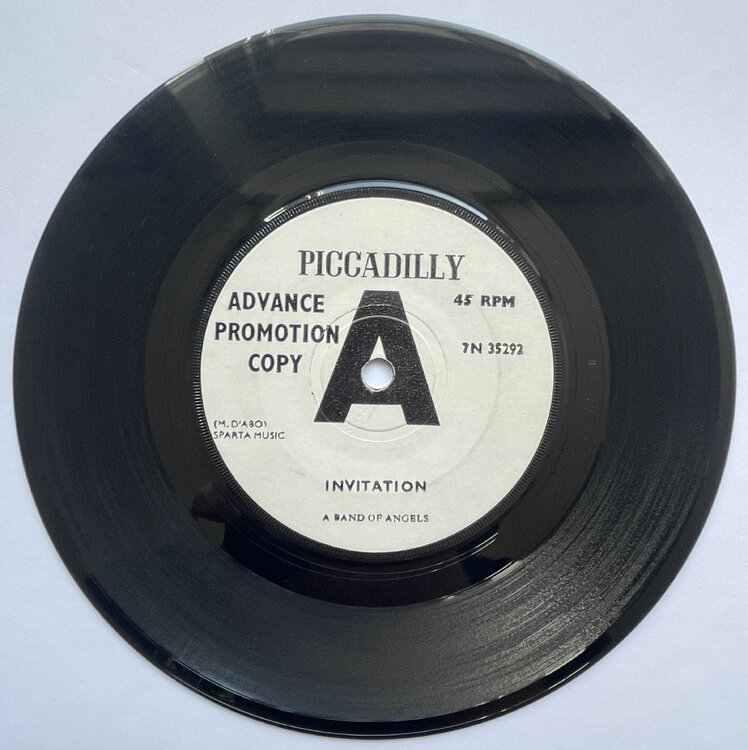 PICCADILLY
ADVANCE
PROMOTION
COPY
A
45 RPM
7N 35292
(M. D'ABO)
SPARTA MUSIC
INVITATION
A BAND OF ANGELS